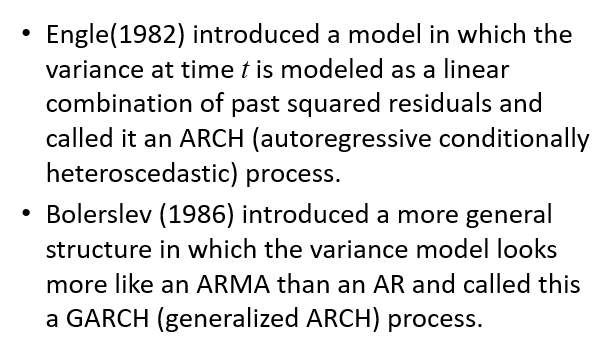 • Engle(1982) introduced a model in which the
variance at time t is modeled as a linear
combination of past squared residuals and
called it an ARCH (autoregressive conditionally
heteroscedastic) process.
• Bolerslev (1986) introduced a more general
structure in which the variance model looks
more like an ARMA than an AR and called this
a GARCH (generalized ARCH) process.